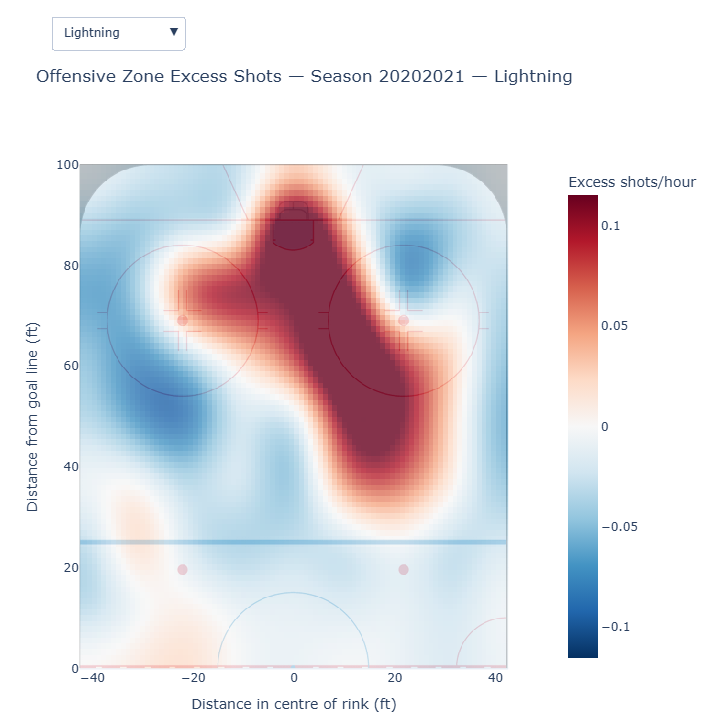 Lightning ▼
Offensive Zone Excess Shots — Season 20202021 — Lightning
Excess shots/hour
100
80
60
40
20
0
Distance from goal line (ft)
−40 −20 0 20 40
Distance in centre of rink (ft)
0.1
0.05
0
−0.05
−0.1